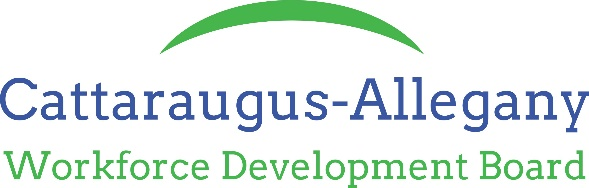 Cattaraugus-Allegany
Workforce Development Board